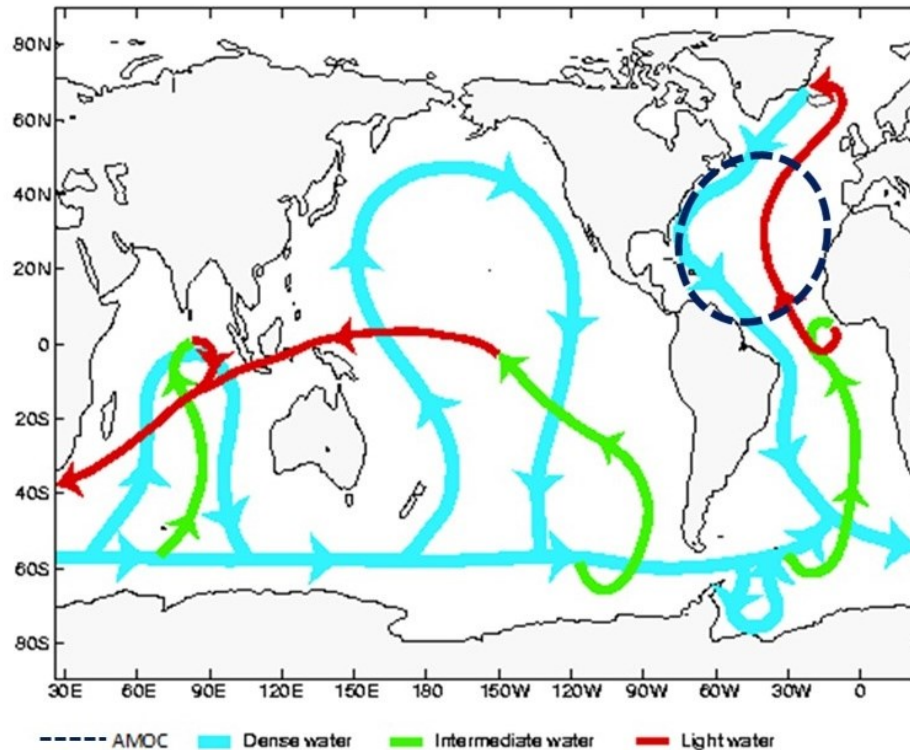 80N
60N
40N
20N
0
20S
40S
60S
80S
30E 60E 90E 120E 150E 180 150W 120W 90W 60W 30W 0
AMOC Dense water Intermediate water Light water